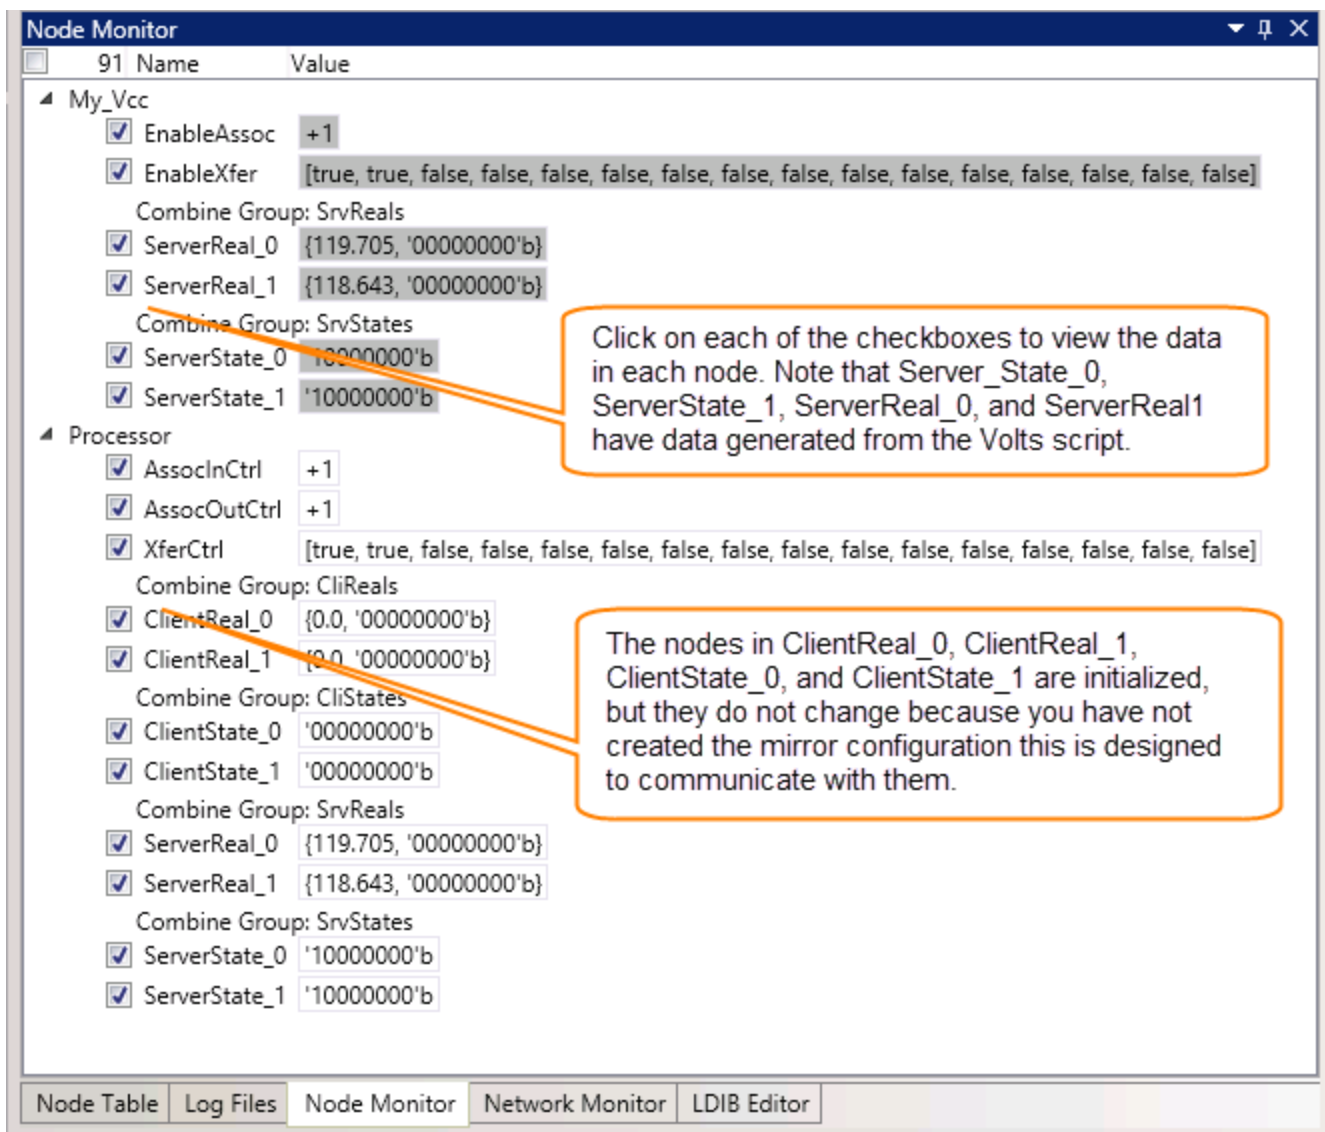 Node Monitor
91 Name Value
My_Vcc
EnableAssoc +1
EnableXfer [true, true, false, false, false, false, false, false, false, false, false, false, false, false, false, false]
Combine Group: SrvReals
ServerReal_0 {119.705, '00000000'b}
ServerReal_1 {118.643, '00000000'b}
Combine Group: SrvStates
ServerState_0 '10000000'b
ServerState_1 '10000000'b
Click on each of the checkboxes to view the data
in each node. Note that Server_State_0,
ServerState_1, ServerReal_0, and ServerReal1
have data generated from the Volts script.
Processor
AssocInCtrl +1
AssocOutCtrl +1
XferCtrl [true, true, false, false, false, false, false, false, false, false, false, false, false, false, false, false]
Combine Group: CliReals
ClientReal_0 {0.0, '00000000'b}
ClientReal_1 {0.0, '00000000'b}
Combine Group: CliStates
ClientState_0 '00000000'b
ClientState_1 '00000000'b
The nodes in ClientReal_0, ClientReal_1,
ClientState_0, and ClientState_1 are initialized,
but they do not change because you have not
created the mirror configuration this is designed
to communicate with them.
Combine Group: SrvReals
ServerReal_0 {119.705, '00000000'b}
ServerReal_1 {118.643, '00000000'b}
Combine Group: SrvStates
ServerState_0 '10000000'b
ServerState_1 '10000000'b
Node Table Log Files Node Monitor Network Monitor LDIB Editor